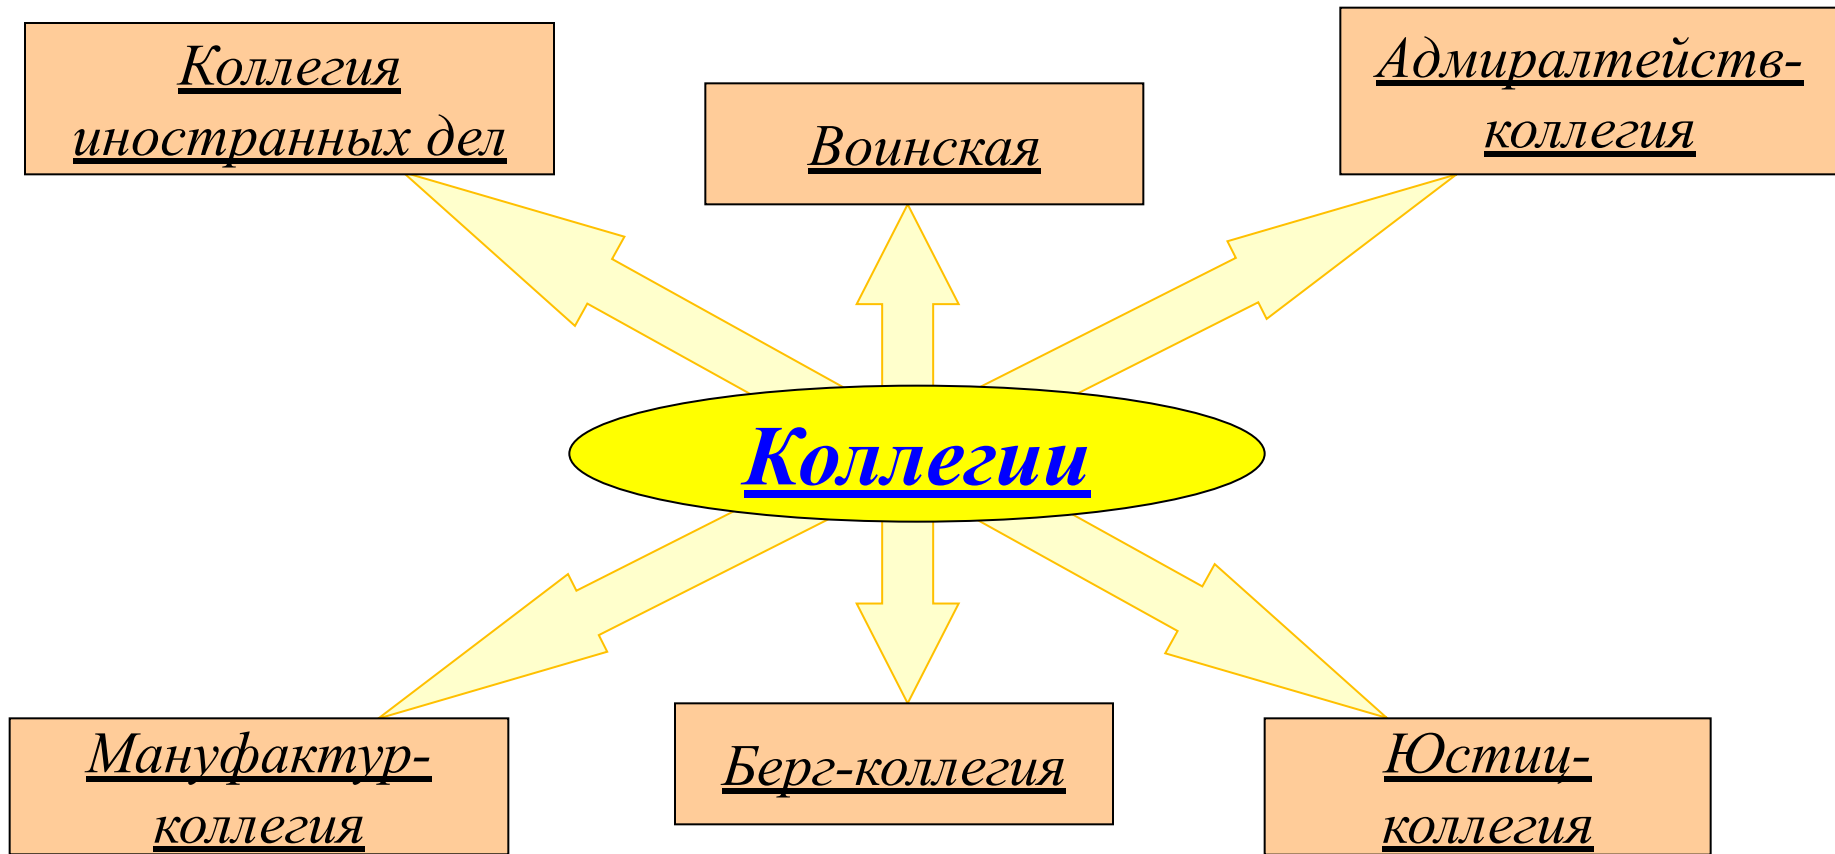 Коллегия
иностранных дел
Воинская
Адмиралтейств-
коллегия
Коллегии
Мануфактур-
коллегия
Берг-коллегия
Юстиц-
коллегия